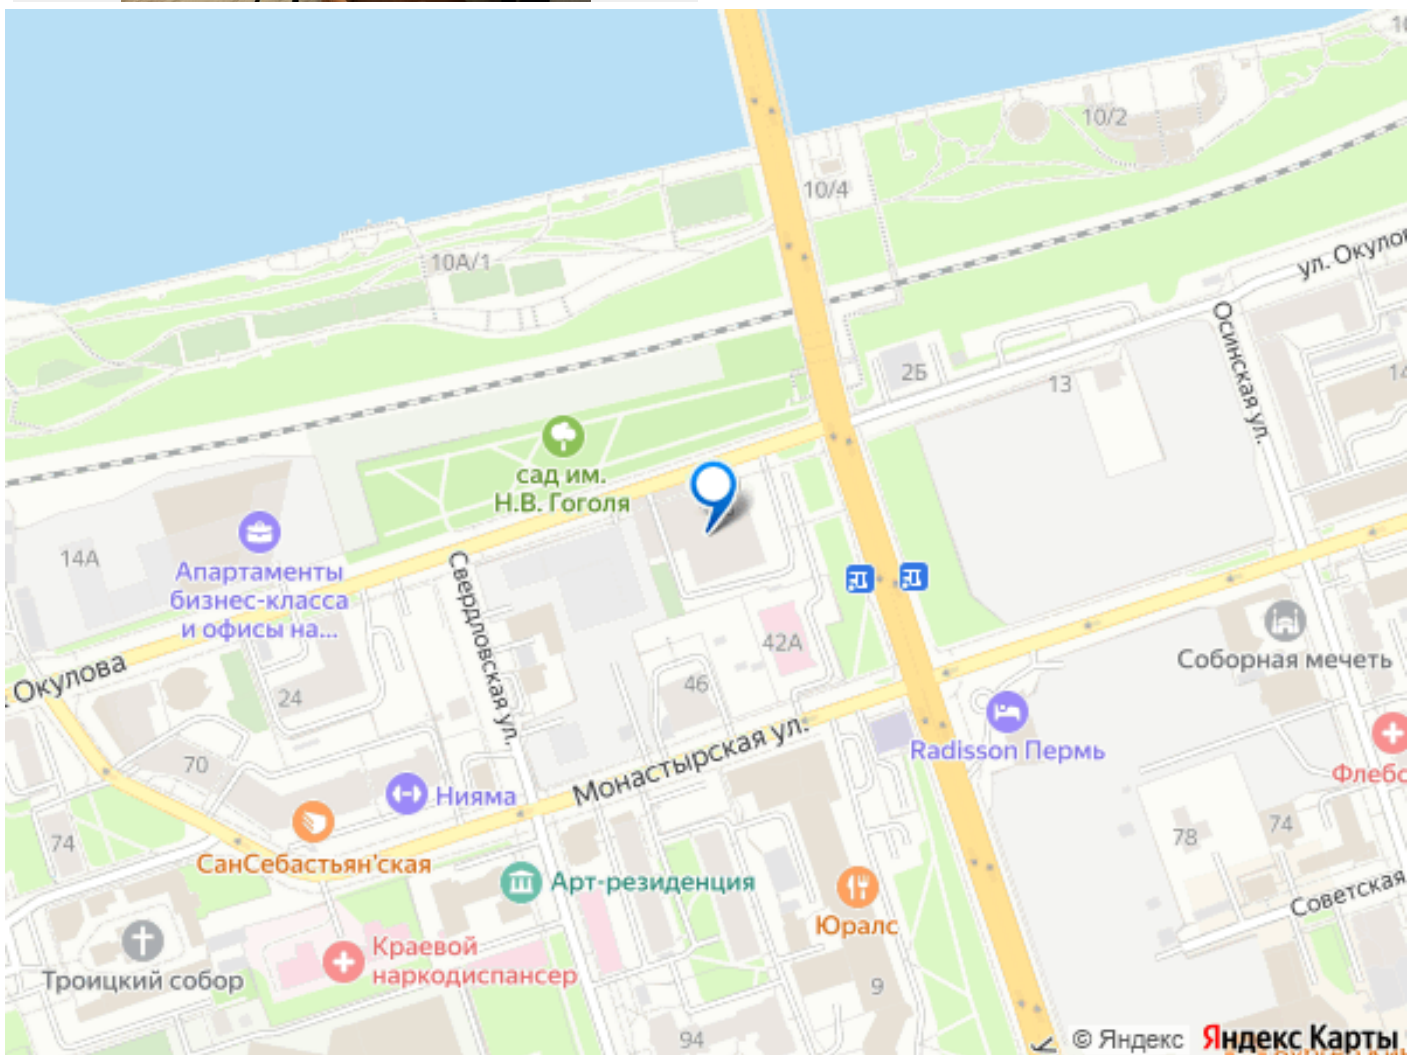 10/2
10/4
10А/1
ул. Окулов
Осинская ул.
2Б
13
14
сад им.
Н.В. Гоголя
14А
Апартаменты
бизнес-класса
и офисы на...
Свердловская ул.
42А
Соборная мечеть
Окулова
24
46
Radisson Пермь
Монастырская ул.
70
Нияма
Флебо
74
СанСебастьян'ская
78
74
Арт-резиденция
Юралс
Советская
Троицкий собор
Краевой
наркодиспансер
9
94
© Яндекс Яндекс Карты